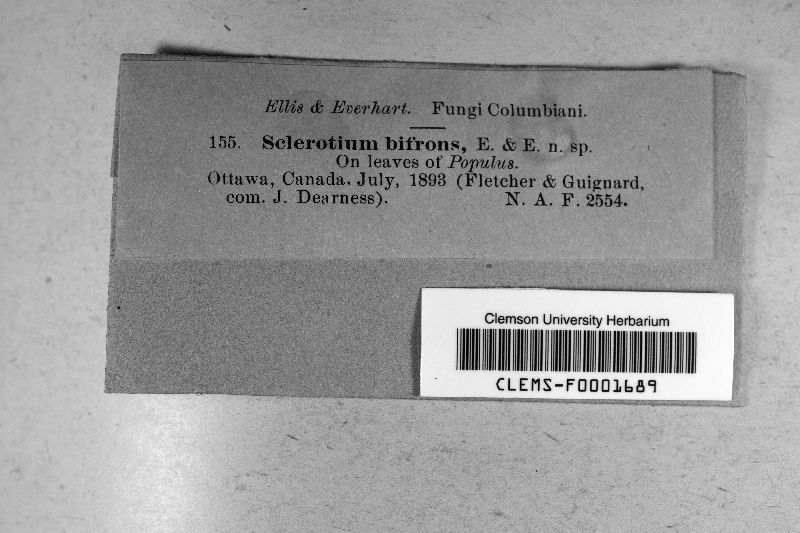 Ellis & Everhart. Fungi Columbiani.
155. Sclerotium bifrons, E. & E. n. sp.
On leaves of Populus.
Ottawa, Canada. July, 1893 (Fletcher & Guignard,
com. J. Dearness). N. A. F. 2554.
Clemson University Herbarium
CLEMS-F0001689